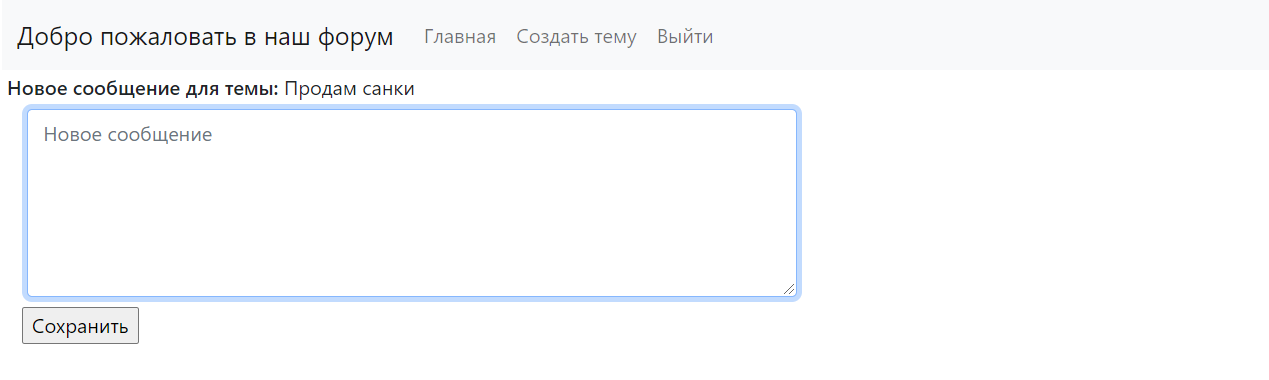 Добро пожаловать в наш форум Главная Создать тему Выйти
Новое сообщение для темы: Продам санки
Новое сообщение
Сохранить